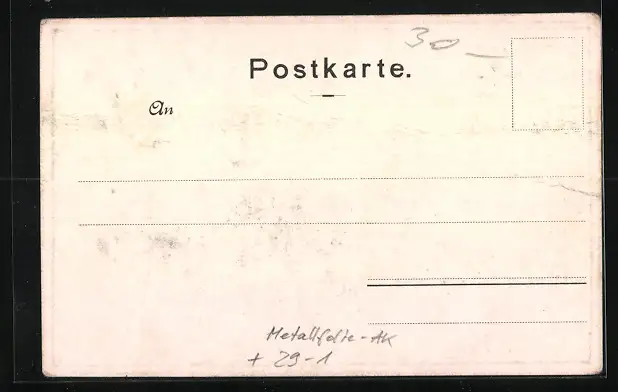 30.-
Postkarte.
An
Metallfolie-AK
+ 29-1